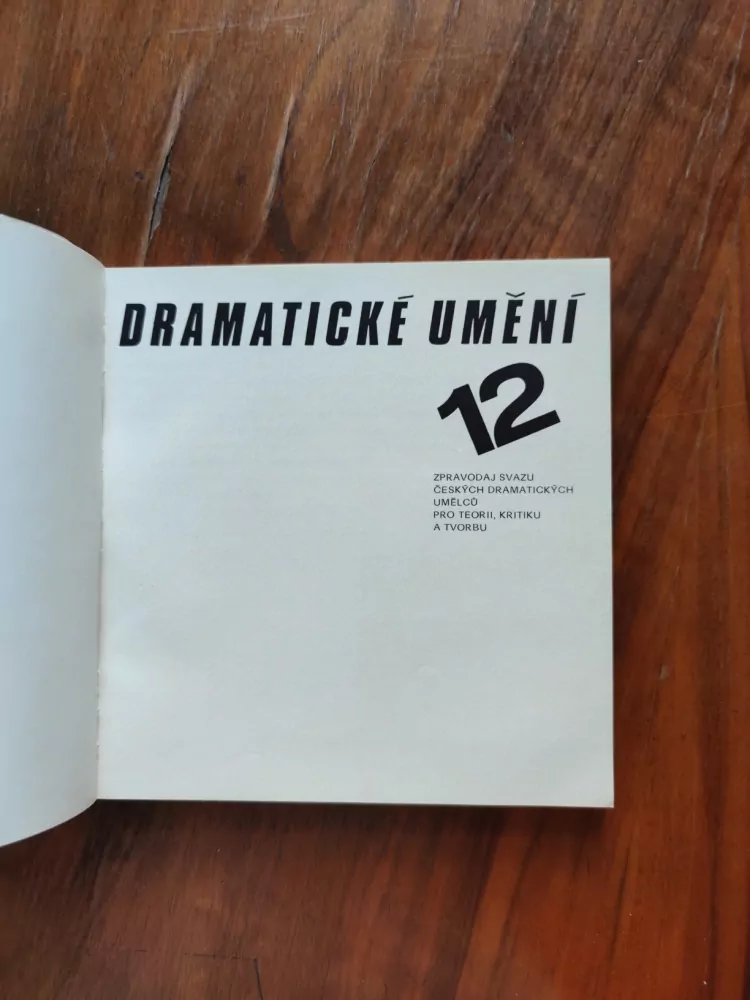 DRAMATICKÉ UMĚNÍ
12
ZPRAVODAJ SVAZU
ČESKÝCH DRAMATICKÝCH
UMĚLCŮ
PRO TEORII, KRITIKU
A TVORBU